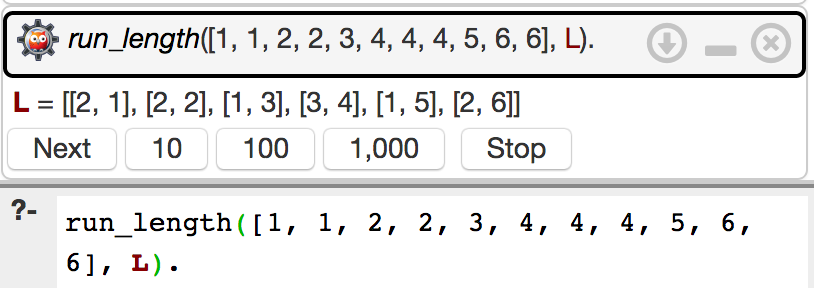 run_length([1, 1, 2, 2, 3, 4, 4, 4, 5, 6, 6], L).
L = [[2, 1], [2, 2], [1, 3], [3, 4], [1, 5], [2, 6]]
Next 10 100 1,000 Stop
?- run_length([1, 1, 2, 2, 3, 4, 4, 4, 5, 6,
6], L).